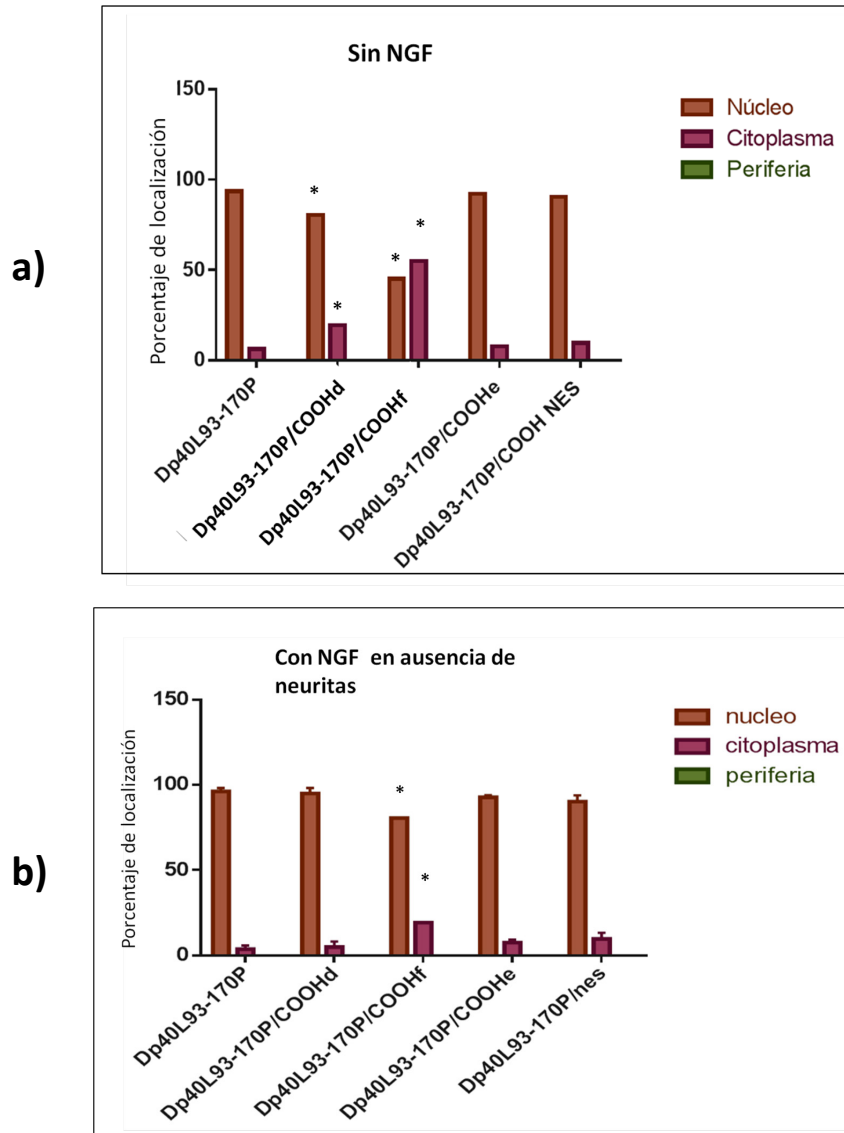 a)
Sin NGF
Porcentaje de localización
150
100
50
0
Núcleo
Citoplasma
Periferia
*
*
*
*
Dp40L93-170P
Dp40L93-170P/COOHd
Dp40L93-170P/COOHf
Dp40L93-170P/COOHe
Dp40L93-170P/COOH NES
b)
Con NGF en ausencia de
neuritas
Porcentaje de localización
150
100
50
0
nucleo
citoplasma
periferia
*
*
Dp40L93-170P
Dp40L93-170P/COOHd
Dp40L93-170P/COOHf
Dp40L93-170P/COOHe
Dp40L93-170P/nes